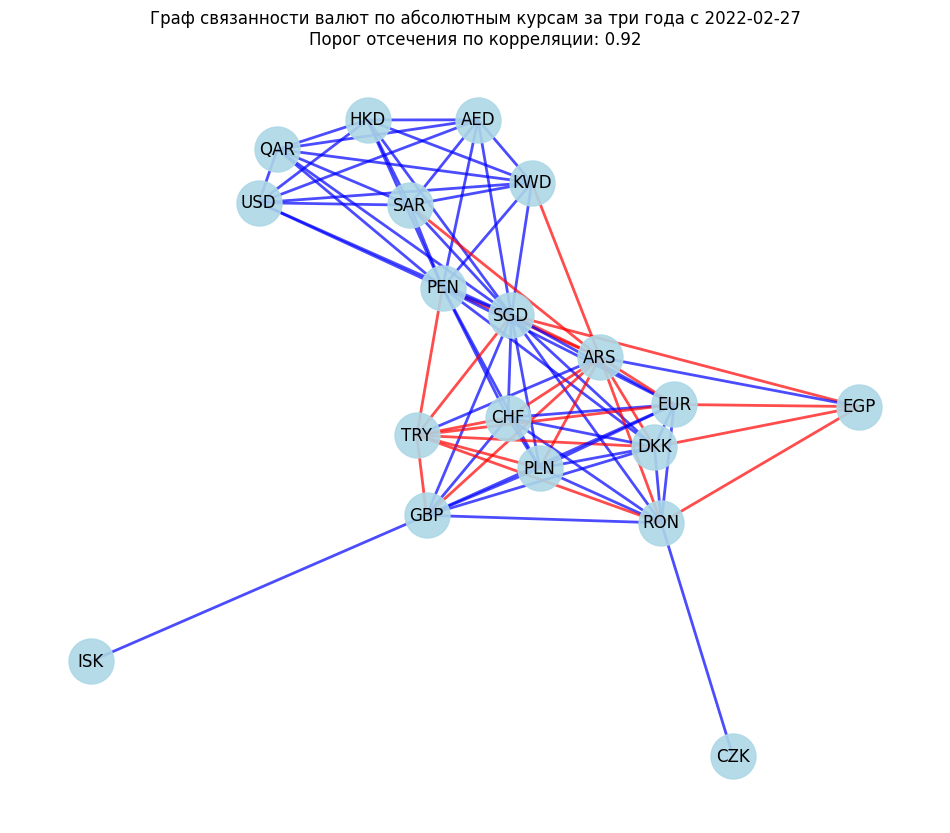 Граф связанности валют по абсолютным курсам за три года с 2022-02-27
Порог отсечения по корреляции: 0.92
HKD
AED
QAR
KWD
USD
SAR
PEN
SGD
ARS
EUR
EGP
CHF
TRY
DKK
PLN
GBP
RON
ISK
CZK